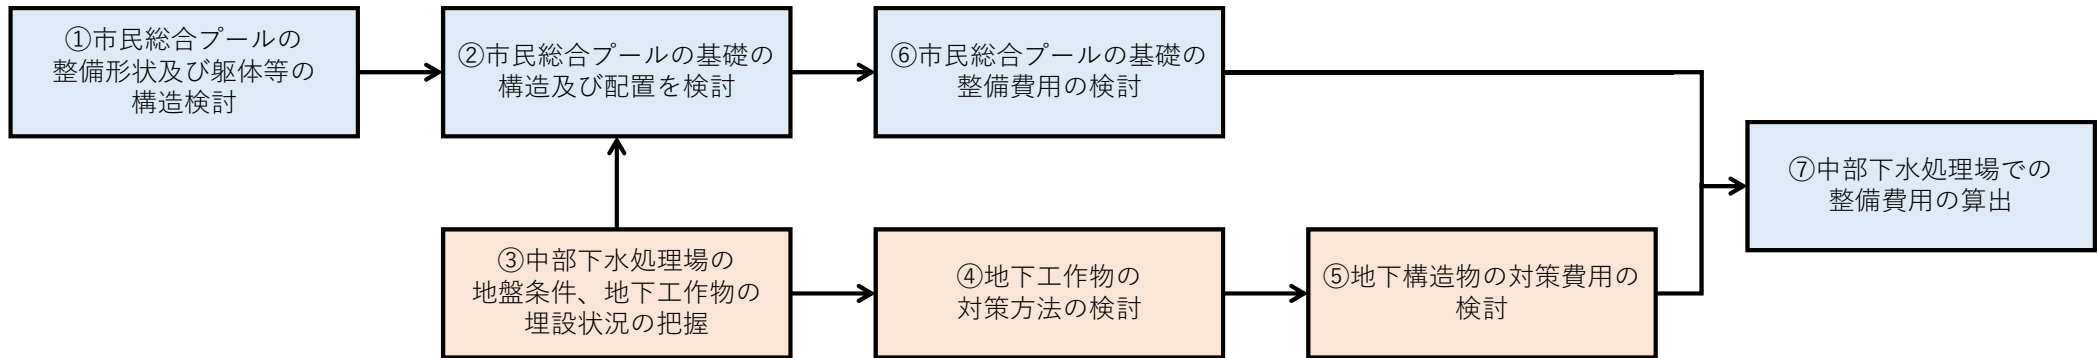 ①市民総合プールの
整備形状及び躯体等の
構造検討
②市民総合プールの基礎の
構造及び配置を検討
⑥市民総合プールの基礎の
整備費用の検討
⑦中部下水処理場での
整備費用の算出
③中部下水処理場の
地盤条件、地下工作物の
埋設状況の把握
④地下工作物の
対策方法の検討
⑤地下構造物の対策費用の
検討